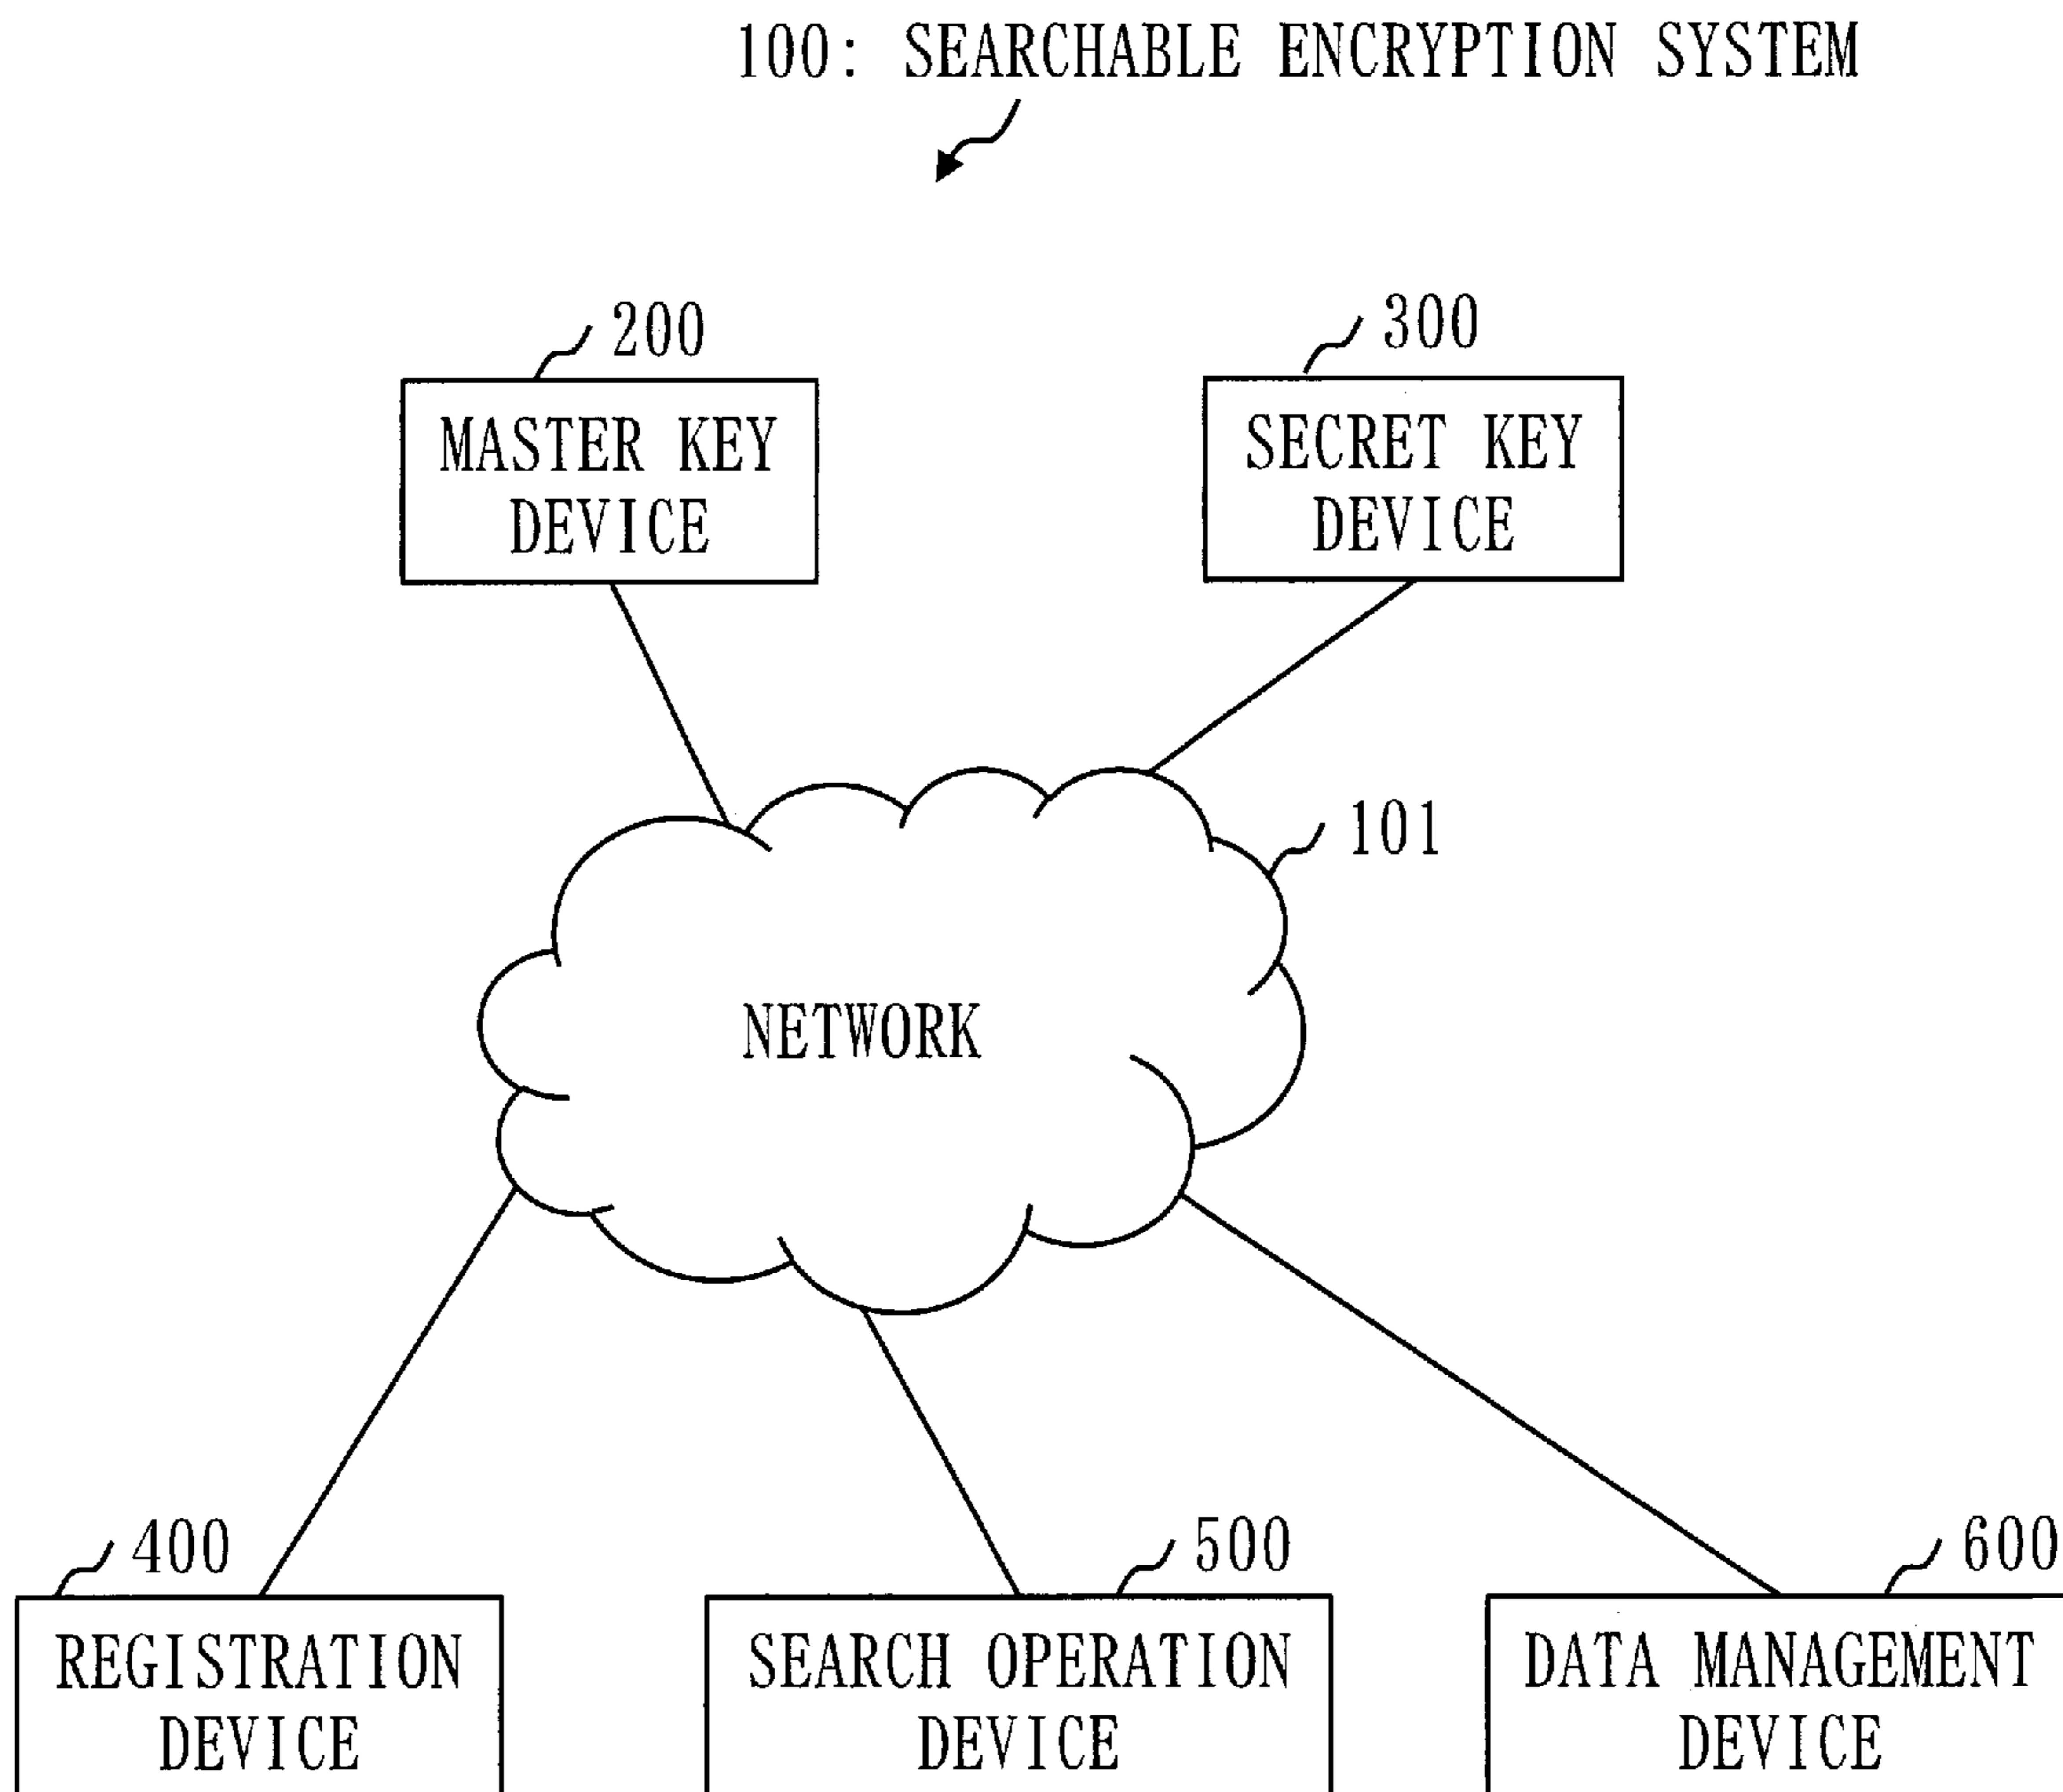 100: SEARCHABLE ENCRYPTION SYSTEM
200
300
MASTER KEY
DEVICE
SECRET KEY
DEVICE
101
NETWORK
400
500
600
REGISTRATION
DEVICE
SEARCH OPERATION
DEVICE
DATA MANAGEMENT
DEVICE